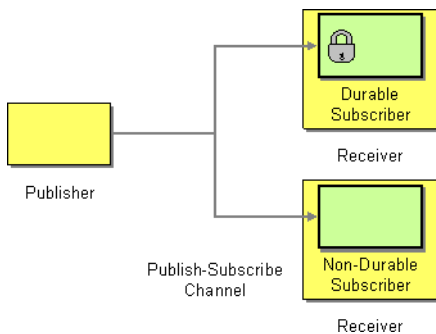 Durable
Subscriber
Receiver
Publisher
Publish-Subscribe
Channel
Non-Durable
Subscriber
Receiver